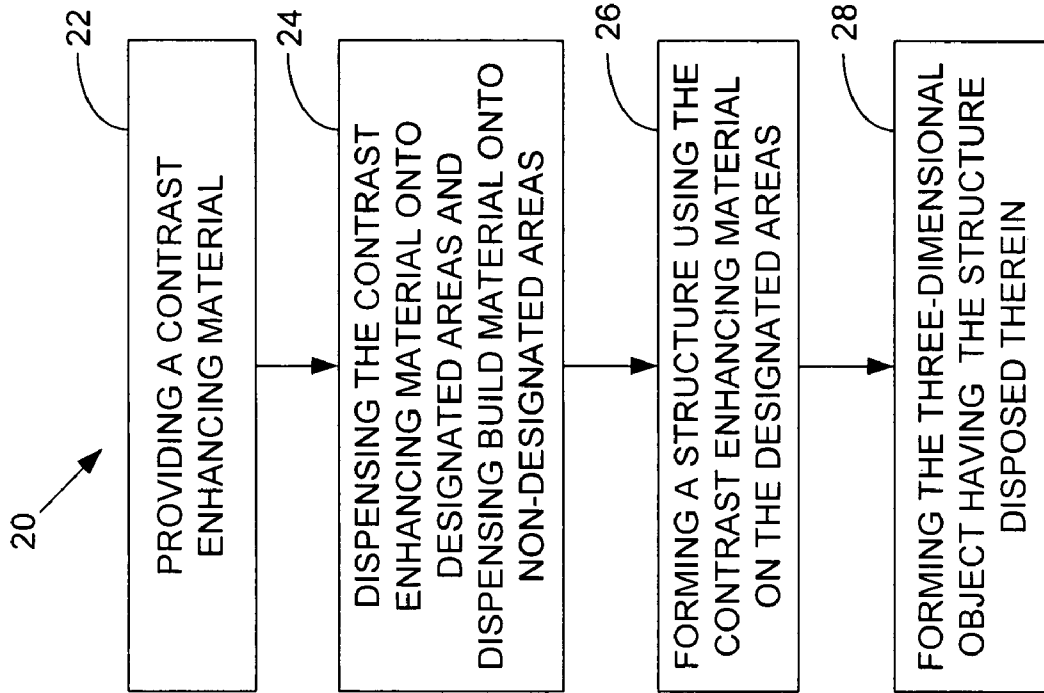 20
22
PROVIDING A CONTRAST
ENHANCING MATERIAL
24
DISPENSING THE CONTRAST
ENHANCING MATERIAL ONTO
DESIGNATED AREAS AND
DISPENSING BUILD MATERIAL ONTO
NON-DESIGNATED AREAS
26
FORMING A STRUCTURE USING THE
CONTRAST ENHANCING MATERIAL
ON THE DESIGNATED AREAS
28
FORMING THE THREE-DIMENSIONAL
OBJECT HAVING THE STRUCTURE
DISPOSED THEREIN